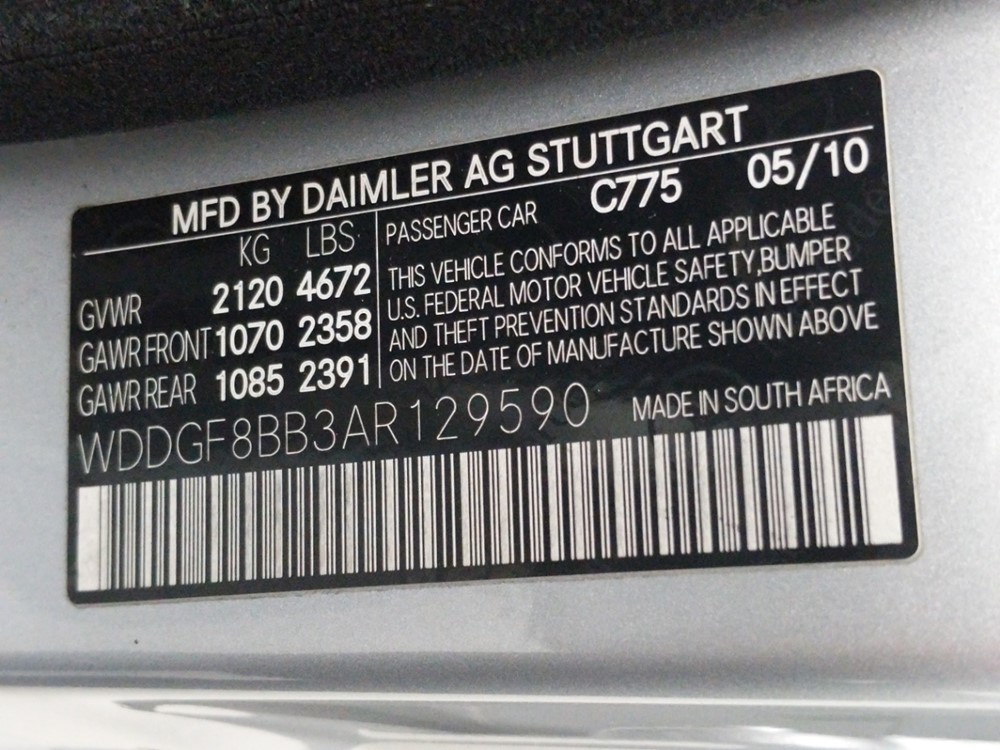 MFD BY DAIMLER AG STUTTGART
KG LBS
GVWR 2120 4672
GAWR FRONT 1070 2358
GAWR REAR 1085 2391
PASSENGER CAR C775 05/10
THIS VEHICLE CONFORMS TO ALL APPLICABLE
U.S. FEDERAL MOTOR VEHICLE SAFETY,BUMPER
AND THEFT PREVENTION STANDARDS IN EFFECT
ON THE DATE OF MANUFACTURE SHOWN ABOVE
WDDGF8BB3AR129590 MADE IN SOUTH AFRICA